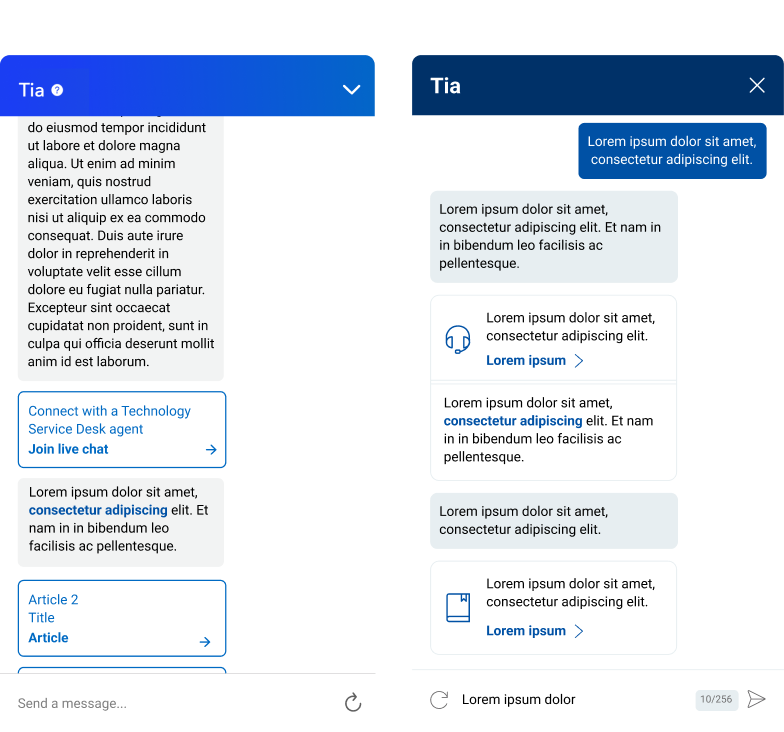 Tia ?
do eiusmod tempor incididunt
ut labore et dolore magna
aliqua. Ut enim ad minim
veniam, quis nostrud
exercitation ullamco laboris
nisi ut aliquip ex ea commodo
consequat. Duis aute irure
dolor in reprehenderit in
voluptate velit esse cillum
dolore eu fugiat nulla pariatur.
Excepteur sint occaecat
cupidatat non proident, sunt in
culpa qui officia deserunt mollit
anim id est laborum.
Connect with a Technology
Service Desk agent
Join live chat
Lorem ipsum dolor sit amet,
consectetur adipiscing elit. Et
nam in in bibendum leo
facilisis ac pellentesque.
Article 2
Title
Article
Send a message...
Tia
Lorem ipsum dolor sit amet,
consectetur adipiscing elit.
Lorem ipsum dolor sit amet,
consectetur adipiscing elit. Et nam in
in bibendum leo facilisis ac
pellentesque.
Lorem ipsum dolor sit amet,
consectetur adipiscing elit.
Lorem ipsum
Lorem ipsum dolor sit amet,
consectetur adipiscing elit. Et nam
in in bibendum leo facilisis ac
pellentesque.
Lorem ipsum dolor sit amet,
consectetur adipiscing elit.
Lorem ipsum dolor sit amet,
consectetur adipiscing elit.
Lorem ipsum
Lorem ipsum dolor
10/256